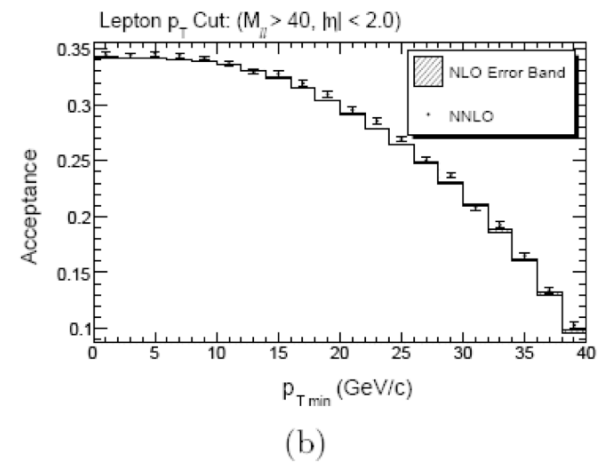 Lepton p_T Cut: (M_ll > 40, |η| < 2.0)
0.35
0.3
0.25
0.2
0.15
0.1
Acceptance
NLO Error Band
NNLO
0 5 10 15 20 25 30 35 40
p_T min (GeV/c)
(b)